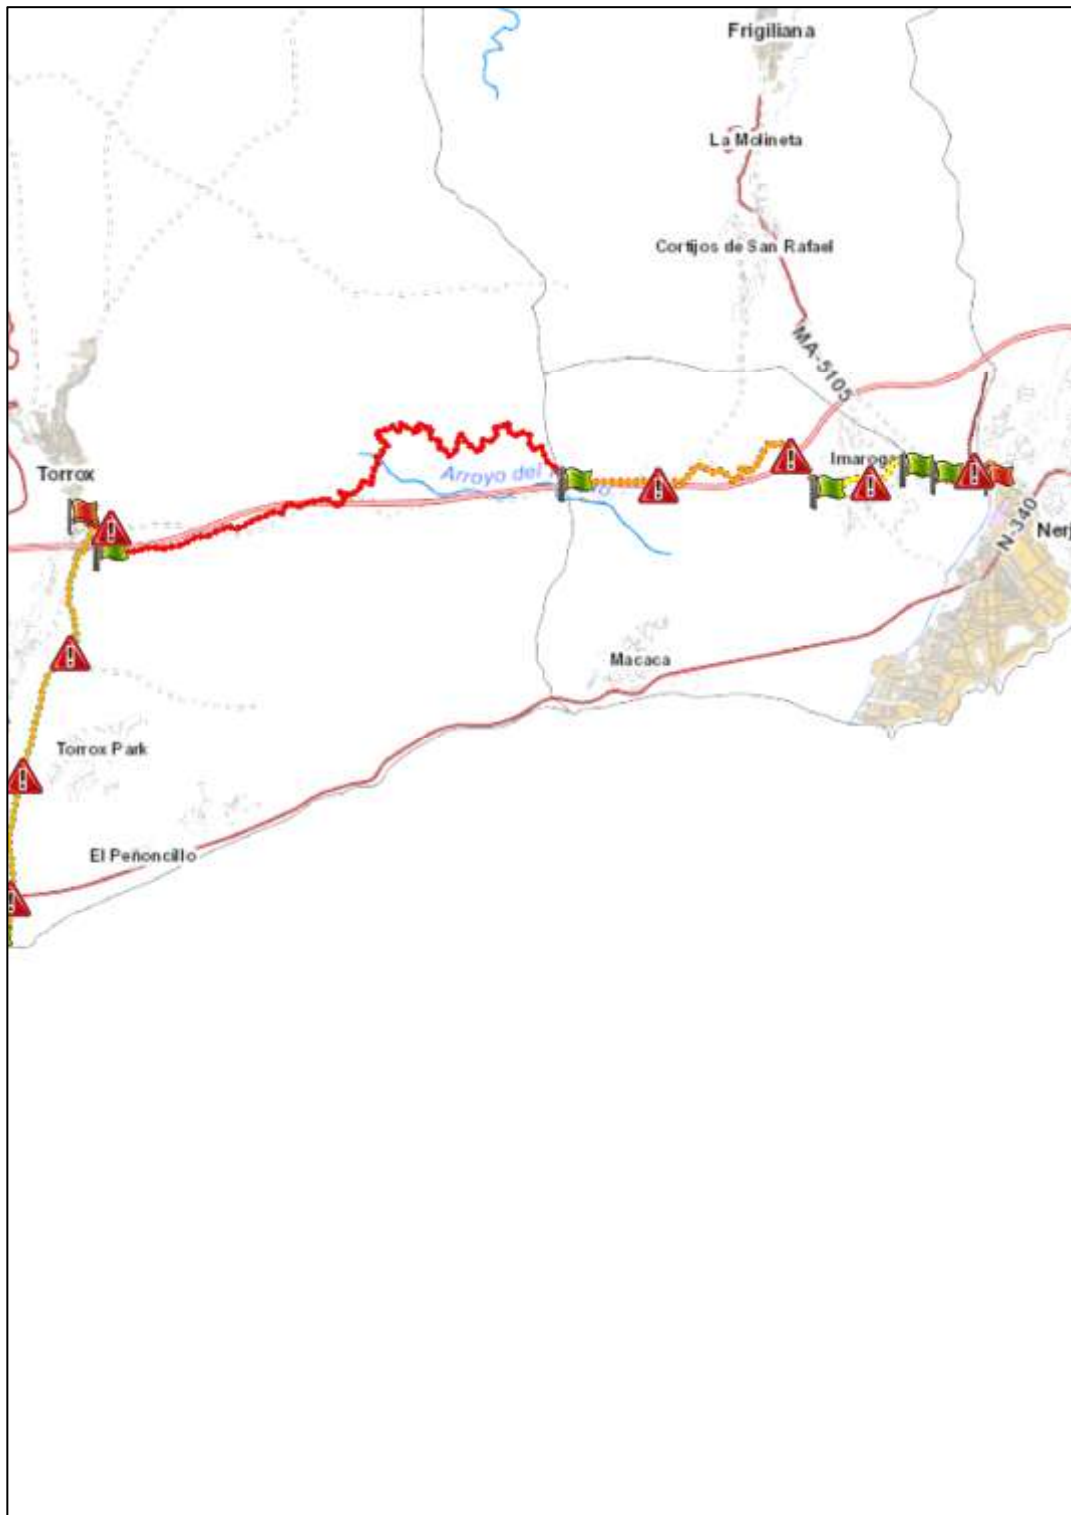 Frigiliana
La Molineta
Cortijos de San Rafael
MA-5105
Torrox
Arroyo del
Imaroga
N-340
Nerj
Macaca
Torrox Park
El Peñoncillo